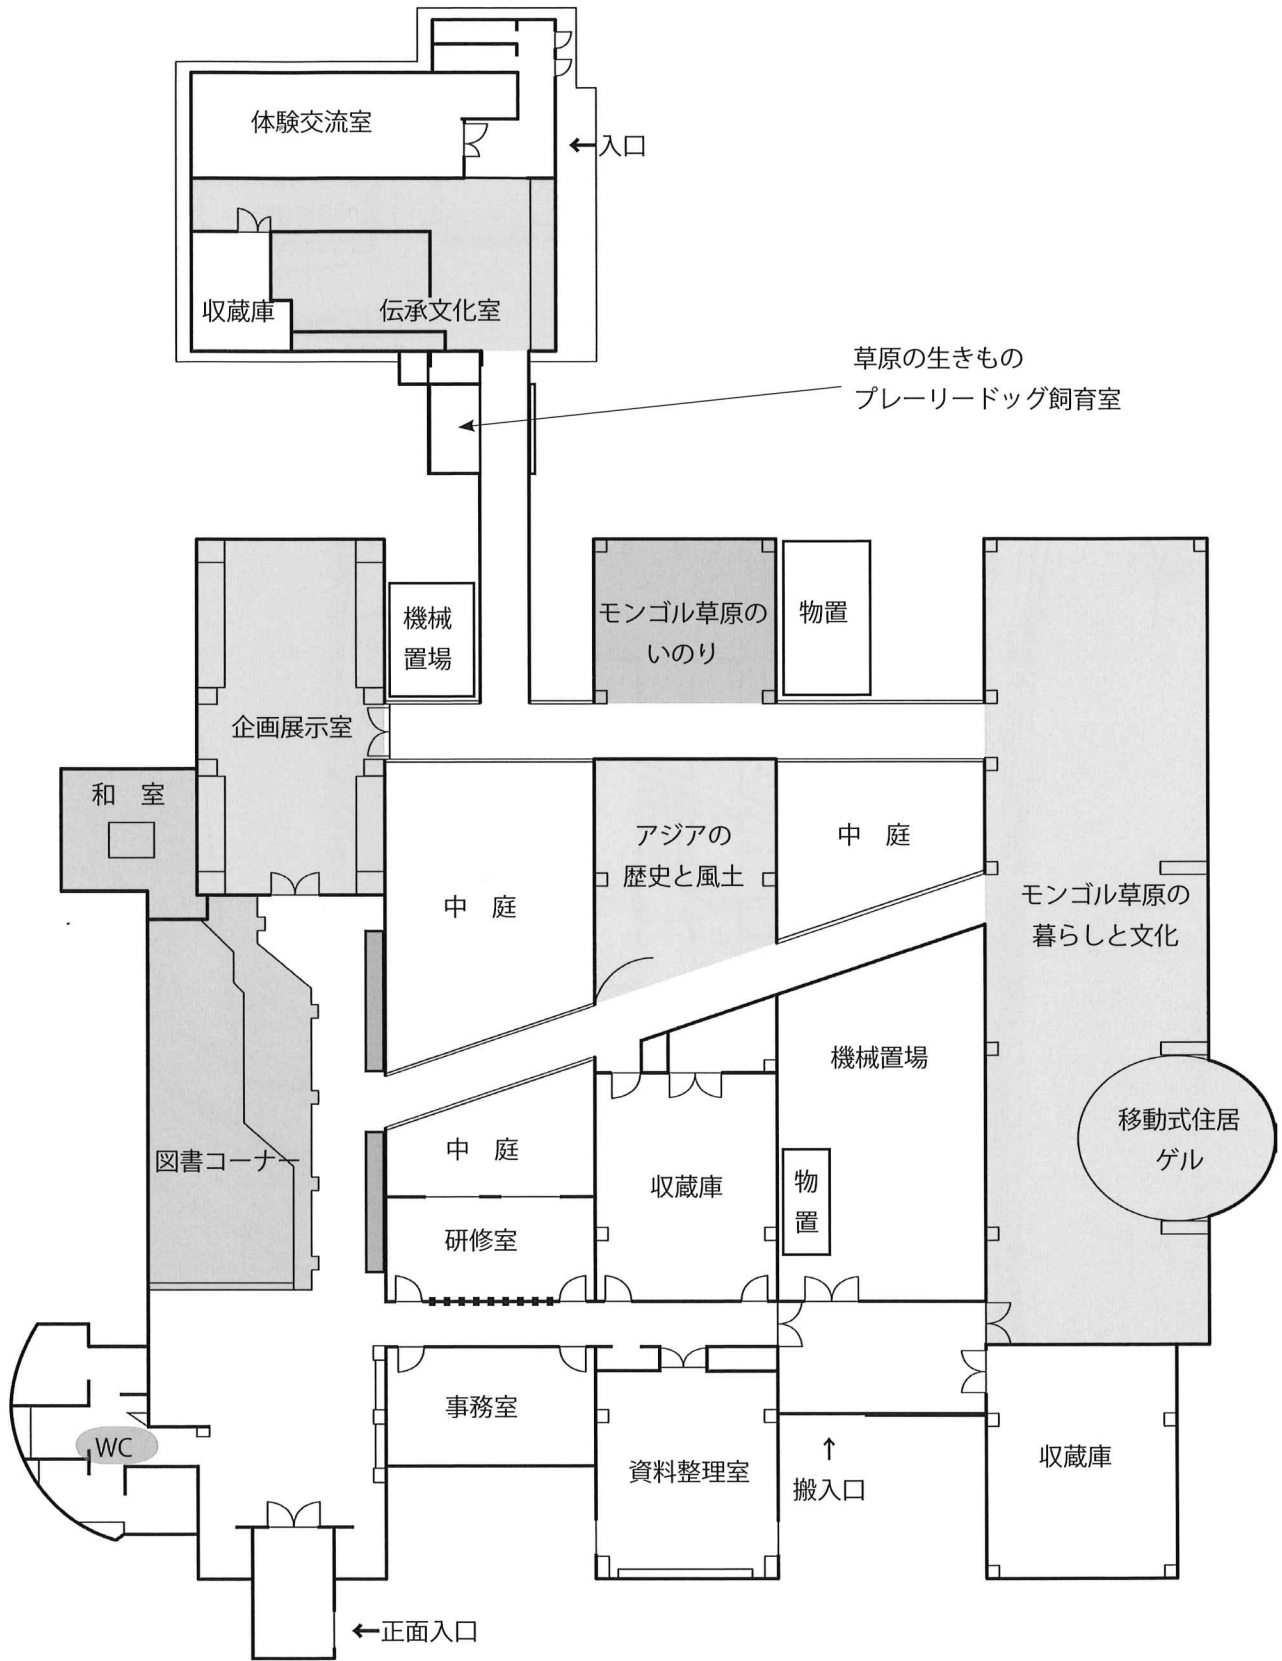 体験交流室
←入口
収蔵庫
伝承文化室
草原の生きもの
プレーリードッグ飼育室
機械
置場
モンゴル草原の
いのり
物置
企画展示室
和 室
アジアの
歴史と風土
中 庭
中 庭
モンゴル草原の
暮らしと文化
機械置場
移動式住居
ゲル
中 庭
図書コーナー
収蔵庫
物
置
研修室
事務室
WC
資料整理室
↑
搬入口
収蔵庫
←正面入口